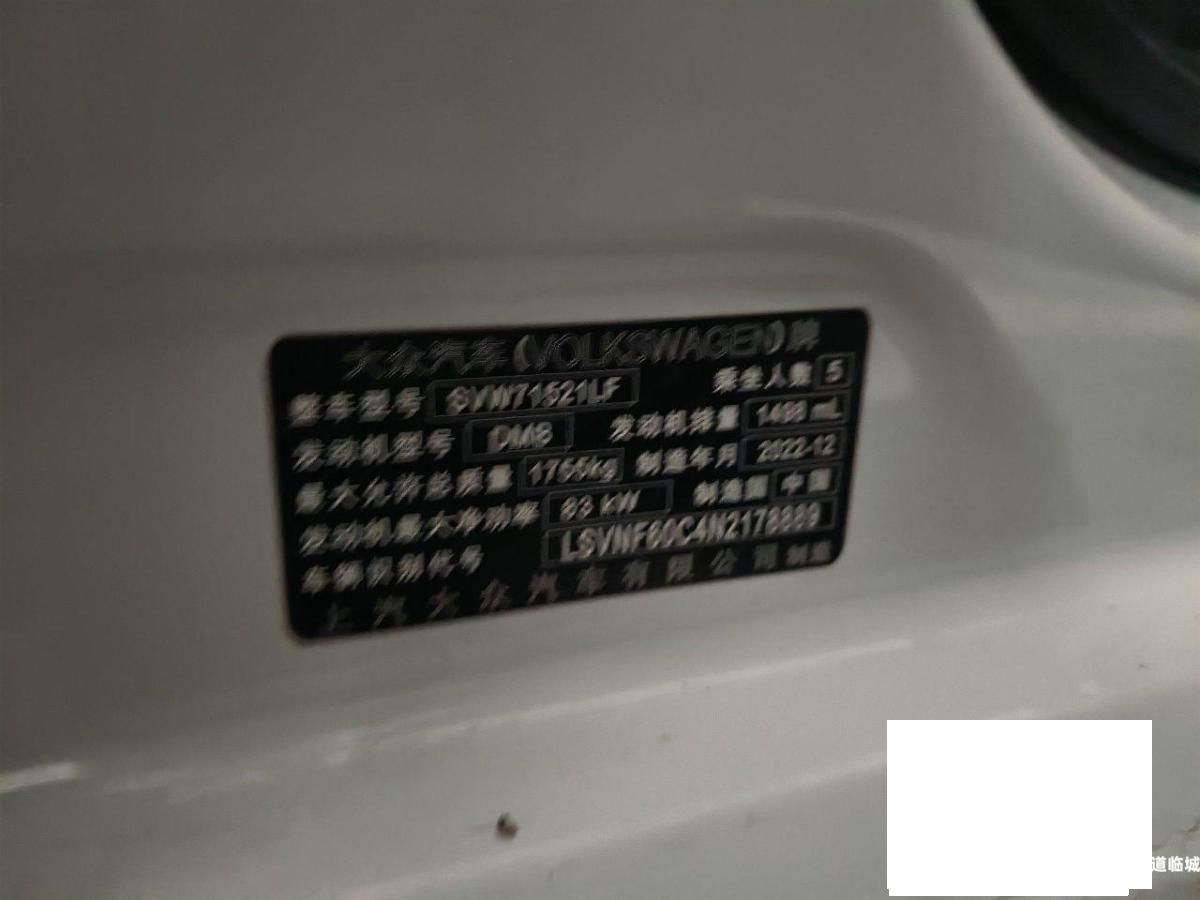 大众汽车(VOLKSWAGEN)牌
整车型号 SVW71521LF 乘坐人数 5
发动机型号 DMB 发动机排量 1498 mL
最大允许总质量 1755kg 制造年月 2022-12
发动机最大净功率 83 kW 制造国 中国
车辆识别代号
上汽大众汽车有限公司 制造
道临城